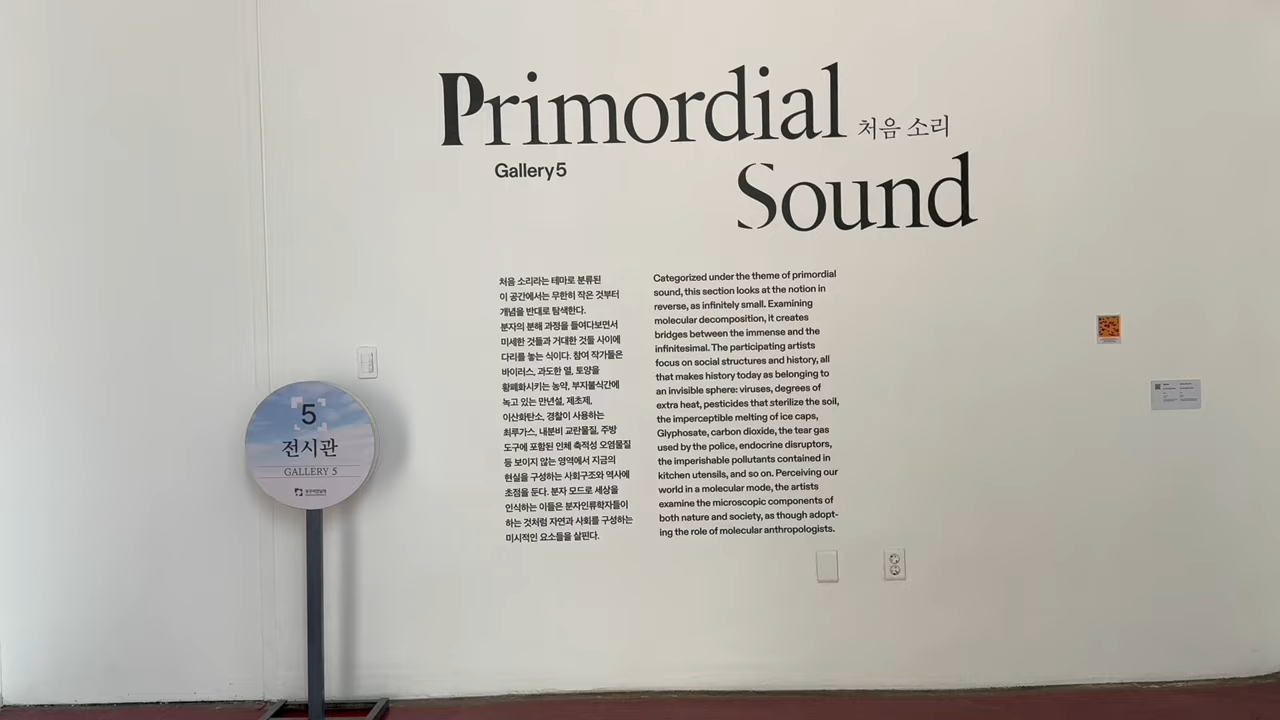 Primordial
처음 소리
Gallery5
Sound
처음 소리라는 테마로 분류된
이 공간에서는 무한히 작은 것부터
개념을 반대로 탐색한다.
분자의 분해 과정을 들여다보면서
미세한 것들과 거대한 것들 사이에
다리를 놓는 식이다. 참여 작가들은
바이러스, 과도한 열, 토양을
황폐화시키는 농약, 부지불식간에
녹고 있는 만년설, 제초제,
이산화탄소, 경찰이 사용하는
최루가스, 내분비 교란물질, 주방
도구에 포함된 인체 축적성 오염물질
등 보이지 않는 영역에서 지금의
현실을 구성하는 사회구조와 역사에
초점을 둔다. 분자 모드로 세상을
인식하는 이들은 분자인류학자들이
하는 것처럼 자연과 사회를 구성하는
미시적인 요소들을 살핀다.
Categorized under the theme of primordial
sound, this section looks at the notion in
reverse, as infinitely small. Examining
molecular decomposition, it creates
bridges between the immense and the
infinitesimal. The participating artists
focus on social structures and history, all
that makes history today as belonging to
an invisible sphere: viruses, degrees of
extra heat, pesticides that sterilize the soil,
the imperceptible melting of ice caps,
Glyphosate, carbon dioxide, the tear gas
used by the police, endocrine disruptors,
the imperishable pollutants contained in
kitchen utensils, and so on. Perceiving our
world in a molecular mode, the artists
examine the microscopic components of
both nature and society, as though adopt-
ing the role of molecular anthropologists.
5
전시관
GALLERY 5